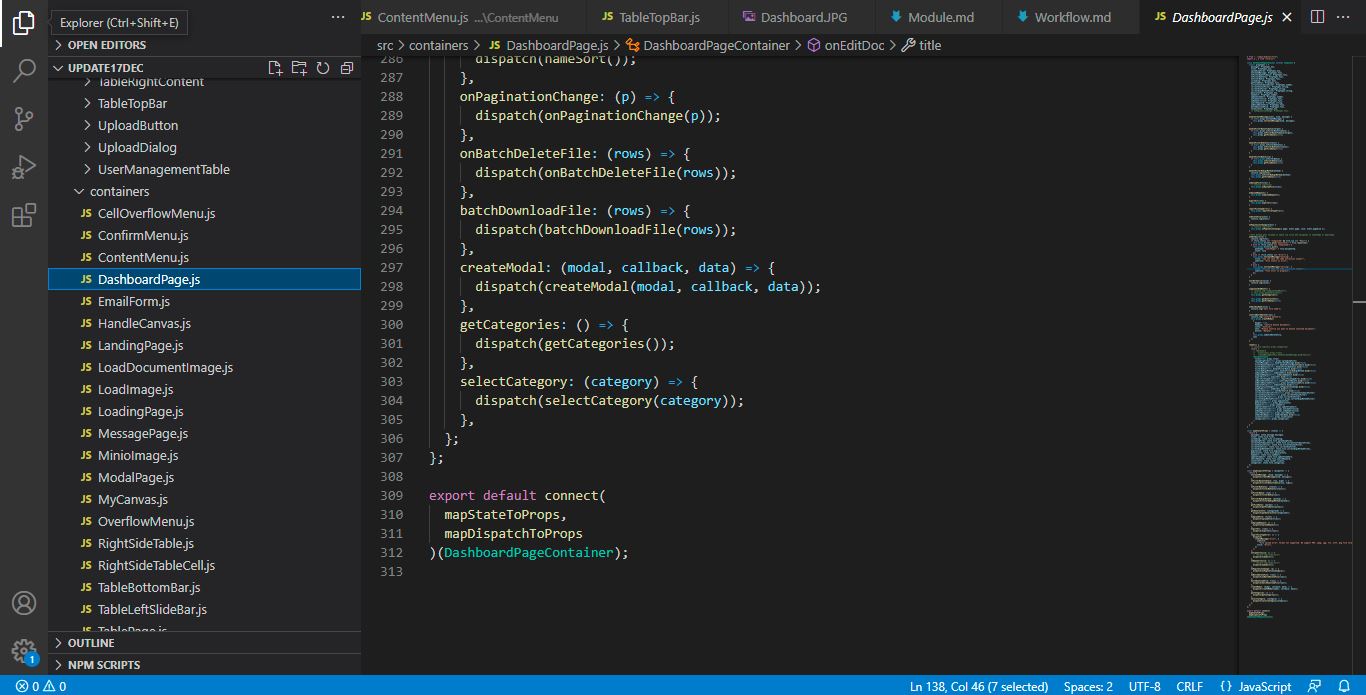 Explorer (Ctrl+Shift+E)
OPEN EDITORS
UPDATE17DEC
TableRightContent
TableTopBar
UploadButton
UploadDialog
UserManagementTable
containers
JS CellOverflowMenu.js
JS ConfirmMenu.js
JS ContentMenu.js
JS DashboardPage.js
JS EmailForm.js
JS HandleCanvas.js
JS LandingPage.js
JS LoadDocumentImage.js
JS LoadImage.js
JS LoadingPage.js
JS MessagePage.js
JS MinioImage.js
JS ModalPage.js
JS MyCanvas.js
JS OverflowMenu.js
JS RightSideTable.js
JS RightSideTableCell.js
JS TableBottomBar.js
JS TableLeftSlideBar.js
JS TablePage.js
OUTLINE
NPM SCRIPTS
1
JS ContentMenu.js ...\ContentMenu JS TableTopBar.js Dashboard.JPG Module.md Workflow.md JS DashboardPage.js
src > containers > JS DashboardPage.js > DashboardPageContainer > onEditDoc > title
286 dispatch(nameSort());
287 },
288 onPaginationChange: (p) => {
289 dispatch(onPaginationChange(p));
290 },
291 onBatchDeleteFile: (rows) => {
292 dispatch(onBatchDeleteFile(rows));
293 },
294 batchDownloadFile: (rows) => {
295 dispatch(batchDownloadFile(rows));
296 },
297 createModal: (modal, callback, data) => {
298 dispatch(createModal(modal, callback, data));
299 },
300 getCategories: () => {
301 dispatch(getCategories());
302 },
303 selectCategory: (category) => {
304 dispatch(selectCategory(category));
305 },
306 };
307 };
308
309 export default connect(
310 mapStateToProps,
311 mapDispatchToProps
312 )(DashboardPageContainer);
313
0 0 Ln 138, Col 46 (7 selected) Spaces: 2 UTF-8 CRLF {} JavaScript